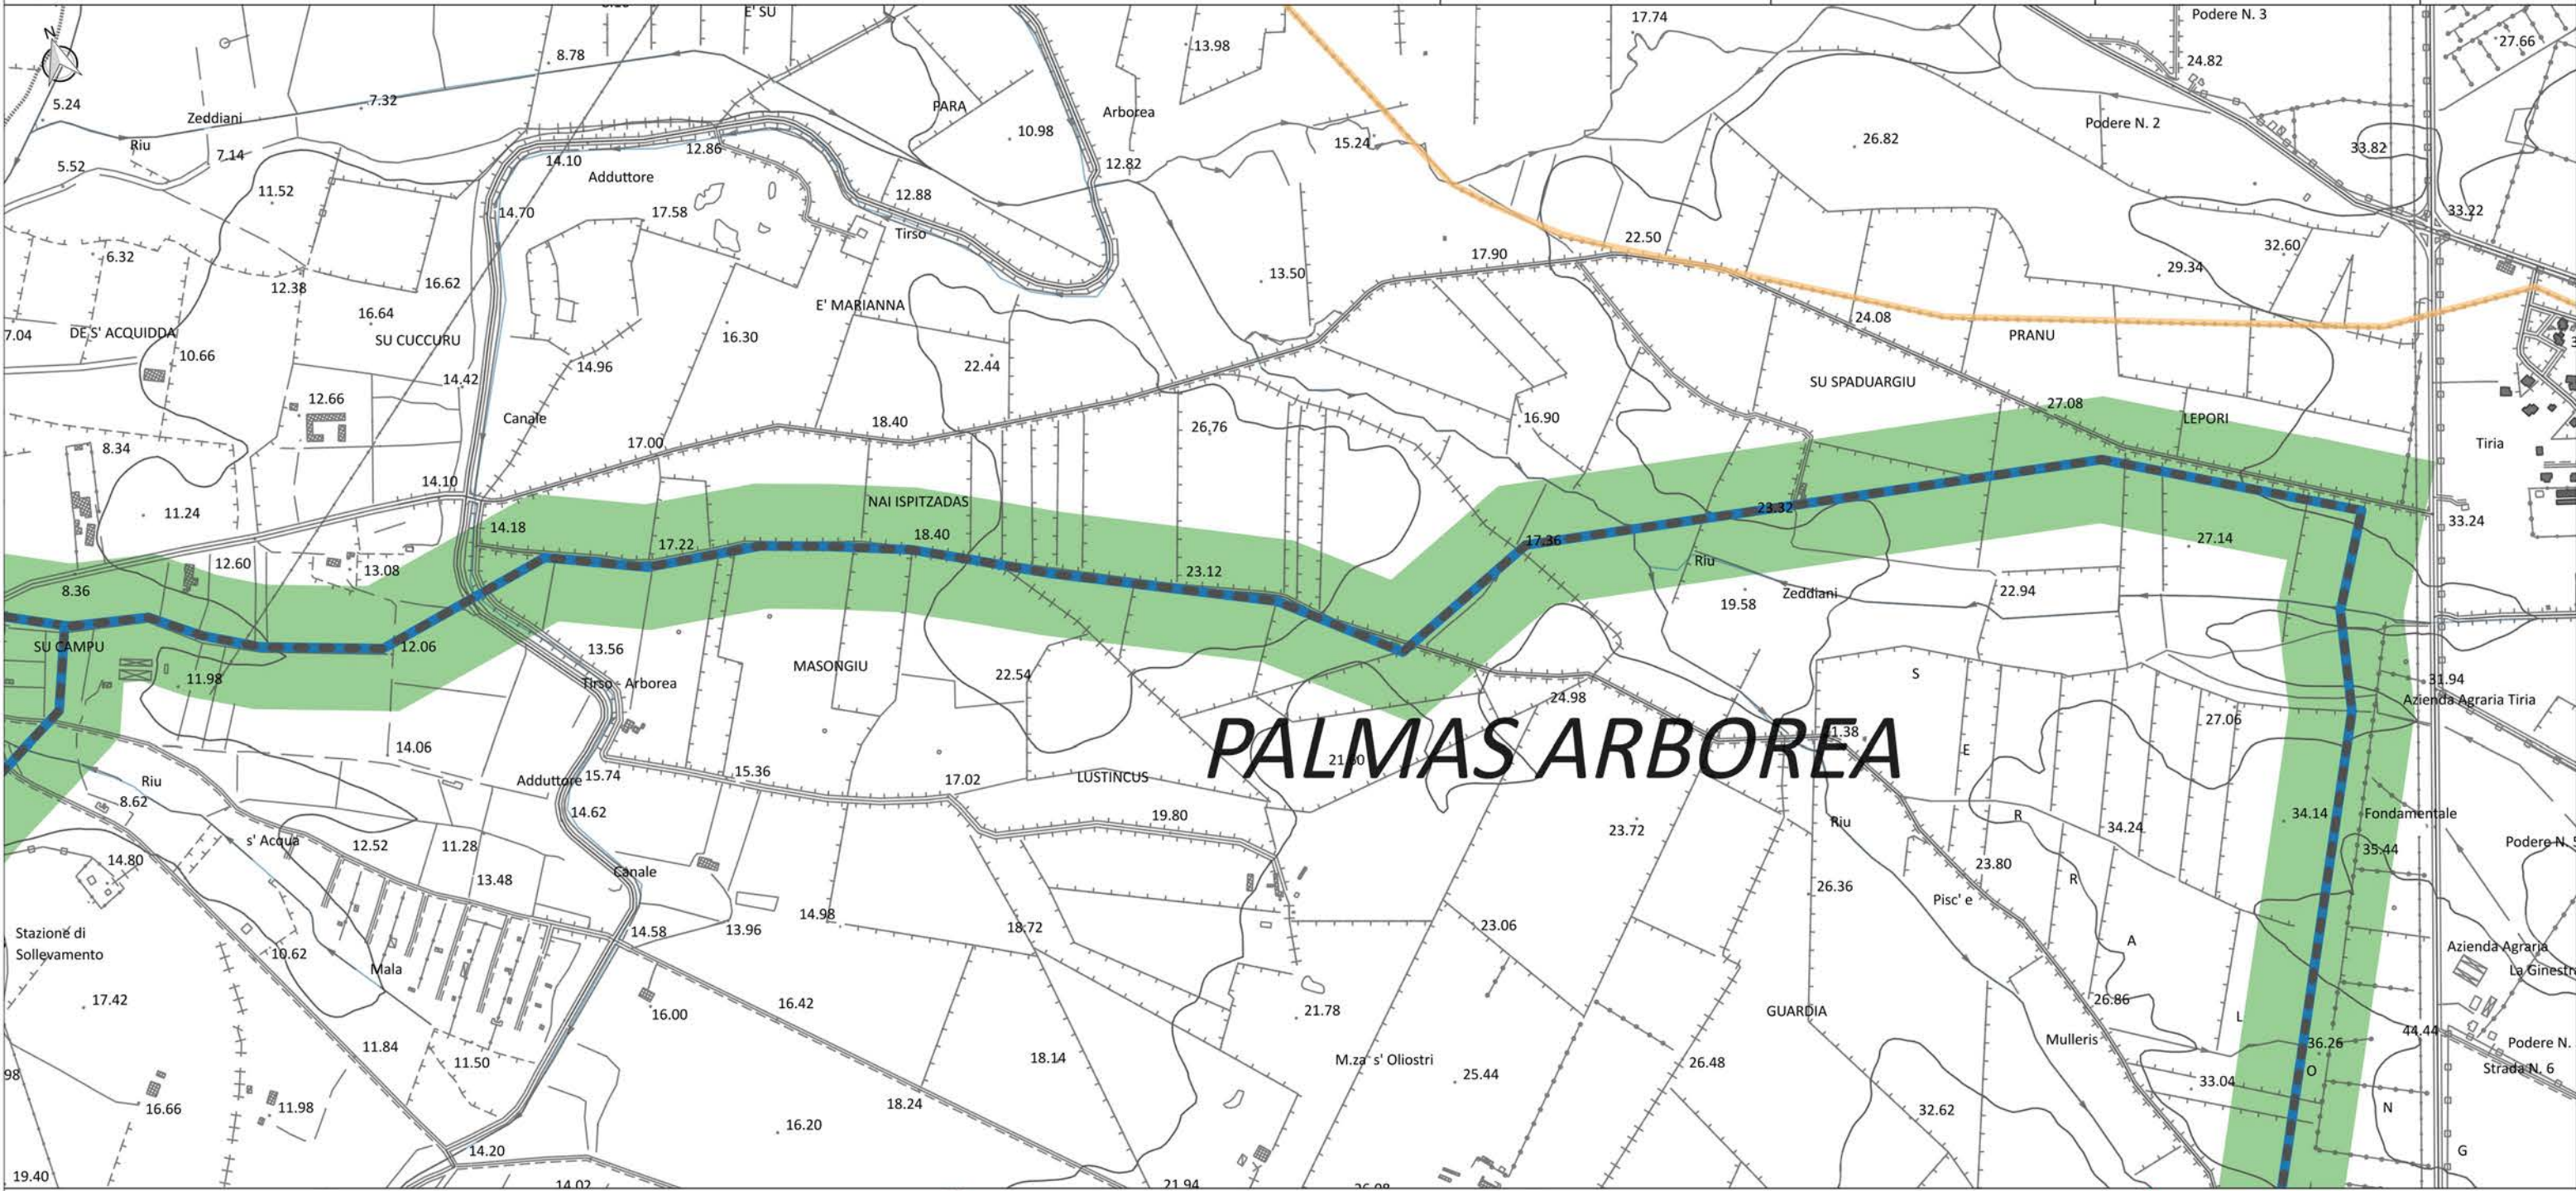 E' SU
17.74
Podere N. 3
N
13.98
27.66
8.78
24.82
5.24
7.32
PARA
Arborea
Zeddiani
10.98
Podere N. 2
Riu
12.86
15.24
26.82
33.82
7.14
14.10
12.82
5.52
Adduttore
11.52
12.88
14.70
17.58
33.22
Tirso
22.50
32.60
6.32
17.90
29.34
16.62
13.50
12.38
E' MARIANNA
16.64
24.08
7.04
DE S' ACQUIDDA
SU CUCCURU
16.30
PRANU
10.66
14.96
22.44
14.42
SU SPADUARGIU
12.66
27.08
Canale
18.40
16.90
LEPORI
17.00
26.76
8.34
Tiria
14.10
NAI ISPITZADAS
11.24
23.32
14.18
33.24
18.40
17.22
17.36
27.14
12.60
Riu
13.08
23.12
8.36
Zeddiani
22.94
19.58
SU CAMPU
12.06
13.56
MASONGIU
S
11.98
Tirso - Arborea
22.54
31.94
24.98
Azienda Agraria Tiria
27.06
PALMAS ARBOREA
14.06
E
Riu
Adduttore
15.74
15.36
17.02
LUSTINCUS
8.62
14.62
19.80
R
34.14
Fondamentale
Riu
s' Acqua
23.72
34.24
12.52
11.28
35.44
14.80
23.80
Canale
13.48
R
26.36
Pisc' e
14.98
23.06
Stazione di
Sollevamento
14.58
13.96
18.72
A
Azienda Agraria
10.62
Mala
La Ginestra
17.42
16.42
26.86
16.00
21.78
GUARDIA
L
44.44
11.84
Mulleris
36.26
Podere N.
11.50
18.14
M.za s' Oliostri
26.48
Strada N. 6
25.44
O
33.04
16.66
11.98
18.24
32.62
N
16.20
14.20
G
19.40
14.02
21.94